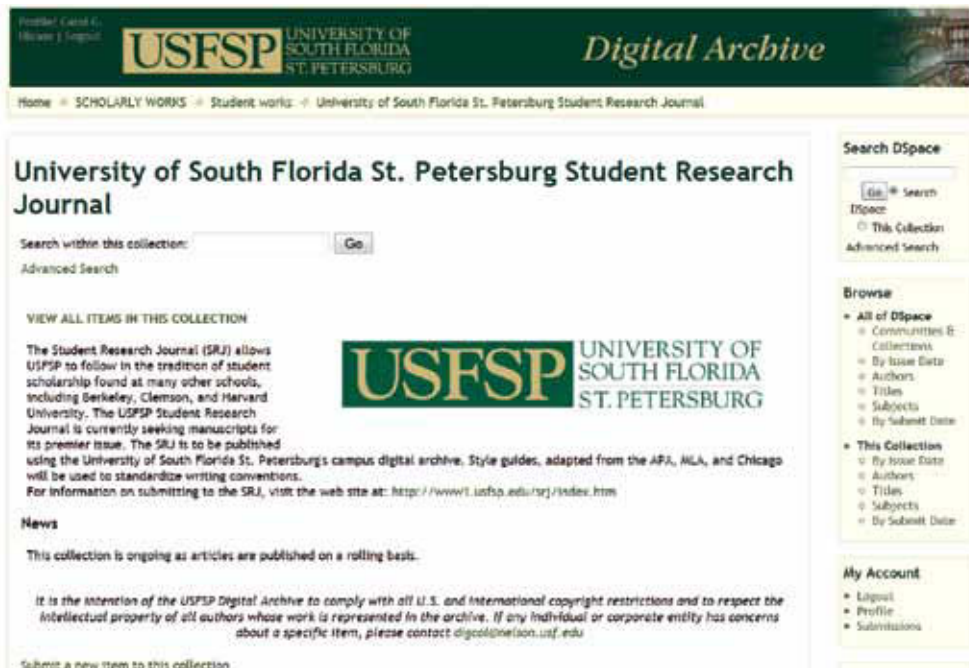 Profile: Carol G.
| Logout
USFSP UNIVERSITY OF
SOUTH FLORIDA
ST. PETERSBURG
Digital Archive
Home SCHOLARLY WORKS Student works University of South Florida St. Petersburg Student Research Journal
University of South Florida St. Petersburg Student Research
Journal
Search within this collection: Go
Advanced Search
VIEW ALL ITEMS IN THIS COLLECTION
The Student Research Journal (SRJ) allows
USFSP to follow in the tradition of student
scholarship found at many other schools,
including Berkeley, Clemson, and Harvard
University. The USFSP Student Research
Journal is currently seeking manuscripts for
its premier issue. The SRJ is to be published
using the University of South Florida St. Petersburg's campus digital archive. Style guides, adapted from the APA, MLA, and Chicago
will be used to standardize writing conventions.
For information on submitting to the SRJ, visit the web site at: http://www1.usfsp.edu/srj/index.htm
USFSP UNIVERSITY OF
SOUTH FLORIDA
ST. PETERSBURG
News
This collection is ongoing as articles are published on a rolling basis.
It is the intention of the USFSP Digital Archive to comply with all U.S. and international copyright restrictions and to respect the
intellectual property of all authors whose work is represented in the archive. If any individual or corporate entity has concerns
about a specific item, please contact digcol@nelson.usf.edu
Submit a new item to this collection
Search DSpace
Go Search
DSpace
This Collection
Advanced Search
Browse
All of DSpace
Communities &
Collections
By Issue Date
Authors
Titles
Subjects
By Submit Date
This Collection
By Issue Date
Authors
Titles
Subjects
By Submit Date
My Account
Logout
Profile
Submissions